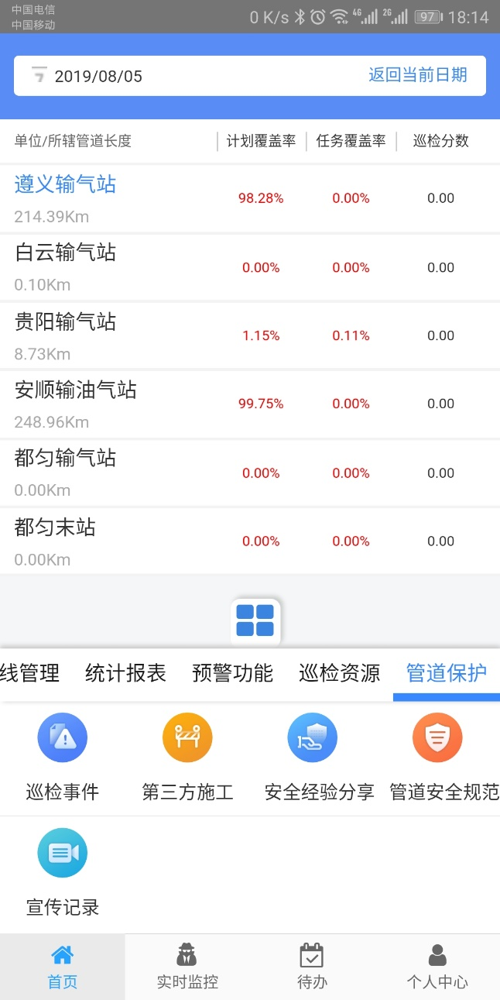 中国电信
中国移动
0 K/s 4G 2G 97 18:14
7 2019/08/05 返回当前日期
单位/所辖管道长度 计划覆盖率 任务覆盖率 巡检分数
遵义输气站
98.28% 0.00% 0.00
214.39Km
白云输气站
0.00% 0.00% 0.00
0.10Km
贵阳输气站
1.15% 0.11% 0.00
8.73Km
安顺输油气站
99.75% 0.00% 0.00
248.96Km
都匀输气站
0.00% 0.00% 0.00
0.00Km
都匀末站
0.00% 0.00% 0.00
0.00Km
线管理 统计报表 预警功能 巡检资源 管道保护
巡检事件 第三方施工 安全经验分享 管道安全规范
宣传记录
首页 实时监控 待办 个人中心